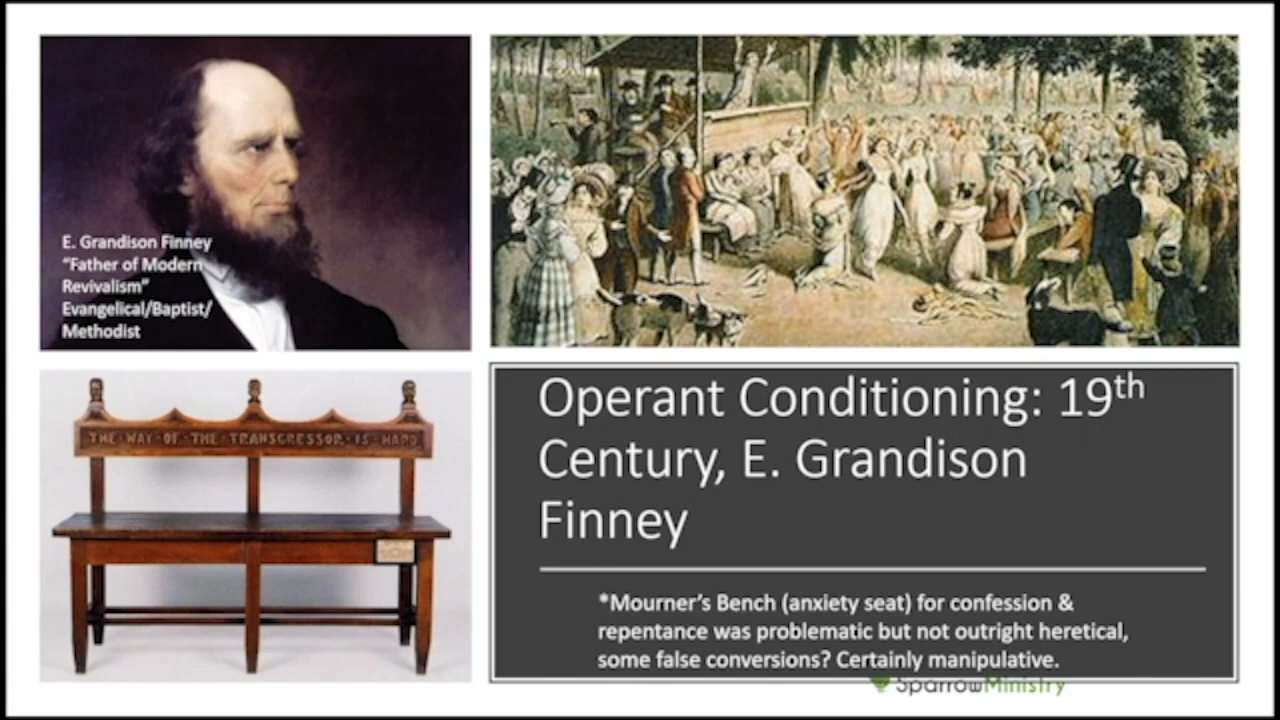 E. Grandison Finney
“Father of Modern
Revivalism”
Evangelical/Baptist/
Methodist
THE·WAY·OF·THE·TRANSGRESSOR·IS·HARD
Operant Conditioning: 19th
Century, E. Grandison
Finney
*Mourner’s Bench (anxiety seat) for confession &
repentance was problematic but not outright heretical,
some false conversions? Certainly manipulative.
SparrowMinistry